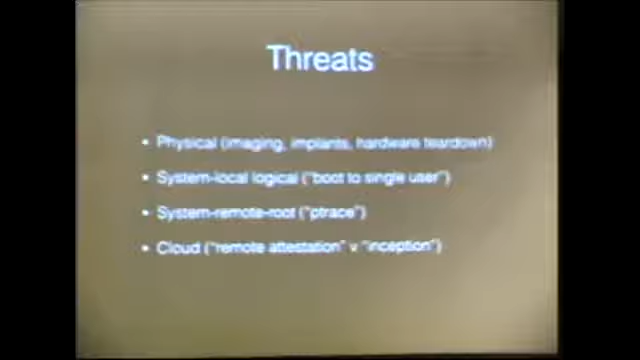 Threats
• Physical (imaging, implants, hardware teardown)
• System-local logical ("boot to single user")
• System-remote-root ("ptrace")
• Cloud ("remote attestation" v "inception")